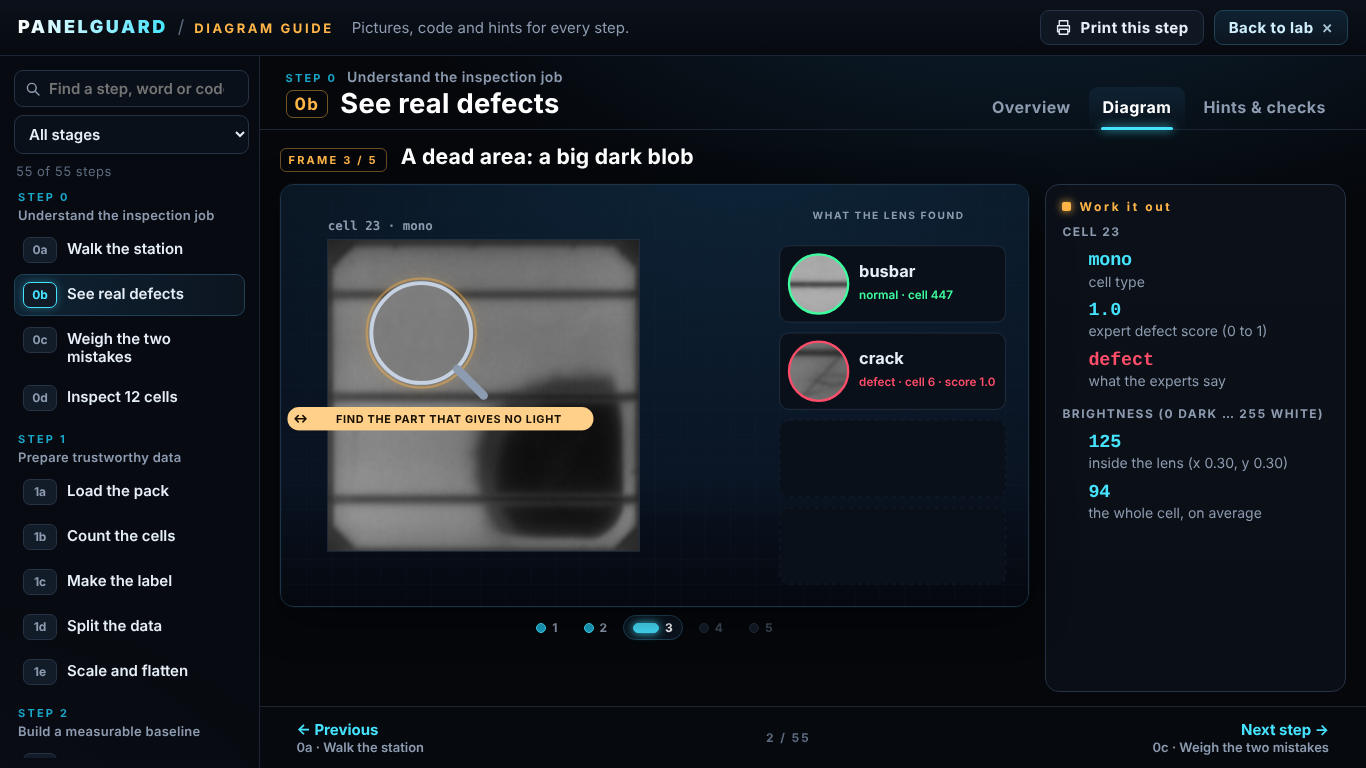 PANELGUARD / DIAGRAM GUIDE Pictures, code and hints for every step.
Print this step
Back to lab ×
Find a step, word or cod
All stages
55 of 55 steps
STEP 0
Understand the inspection job
0a Walk the station
0b See real defects
0c Weigh the two
mistakes
0d Inspect 12 cells
STEP 1
Prepare trustworthy data
1a Load the pack
1b Count the cells
1c Make the label
1d Split the data
1e Scale and flatten
STEP 2
Build a measurable baseline
STEP 0 Understand the inspection job
0b See real defects
Overview
Diagram
Hints & checks
FRAME 3 / 5 A dead area: a big dark blob
cell 23 · mono
FIND THE PART THAT GIVES NO LIGHT
WHAT THE LENS FOUND
busbar
normal · cell 447
crack
defect · cell 6 · score 1.0
1 2 3 4 5
Work it out
CELL 23
mono
cell type
1.0
expert defect score (0 to 1)
defect
what the experts say
BRIGHTNESS (0 DARK … 255 WHITE)
125
inside the lens (x 0.30, y 0.30)
94
the whole cell, on average
← Previous
0a · Walk the station
2 / 55
Next step →
0c · Weigh the two mistakes